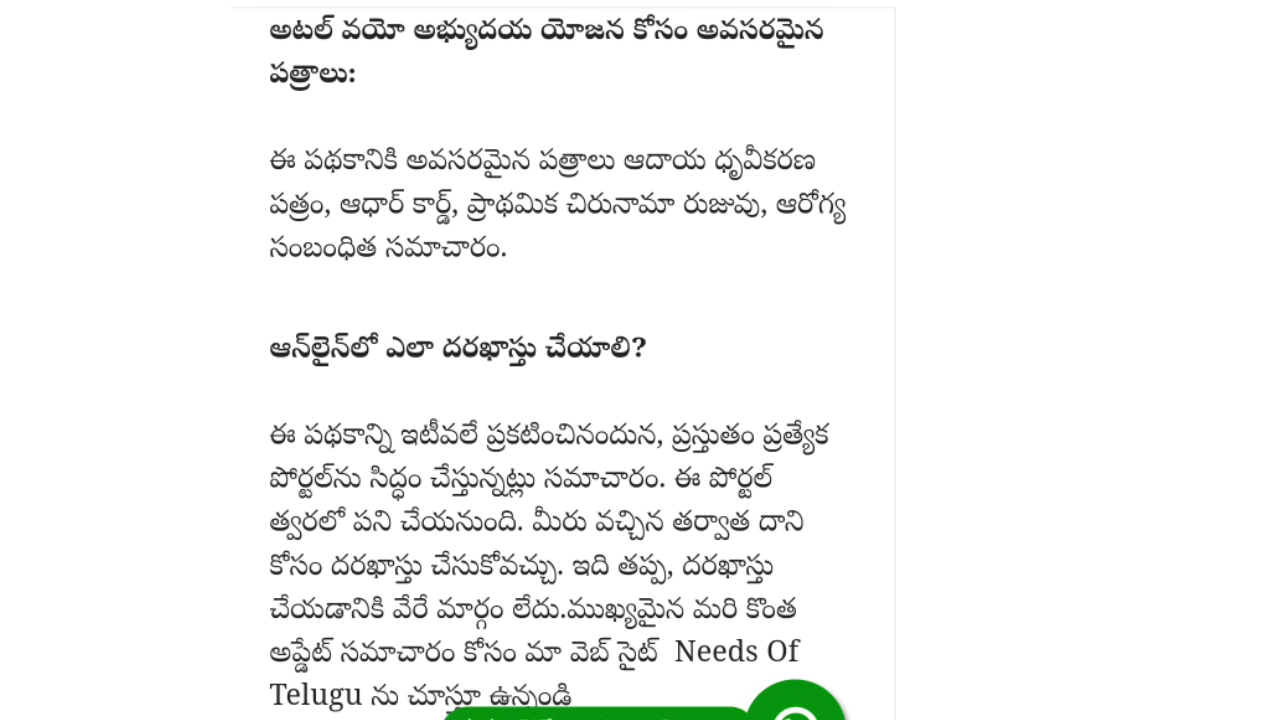 అటల్ వయో అభ్యుదయ యోజన కోసం అవసరమైన
పత్రాలు:
ఈ పథకానికి అవసరమైన పత్రాలు ఆదాయ ధృవీకరణ
పత్రం, ఆధార్ కార్డ్, ప్రాథమిక చిరునామా రుజువు, ఆరోగ్య
సంబంధిత సమాచారం.
ఆన్‌లైన్‌లో ఎలా దరఖాస్తు చేయాలి?
ఈ పథకాన్ని ఇటీవలే ప్రకటించినందున, ప్రస్తుతం ప్రత్యేక
పోర్టల్‌ను సిద్ధం చేస్తున్నట్లు సమాచారం. ఈ పోర్టల్
త్వరలో పని చేయనుంది. మీరు వచ్చిన తర్వాత దాని
కోసం దరఖాస్తు చేసుకోవచ్చు. ఇది తప్ప, దరఖాస్తు
చేయడానికి వేరే మార్గం లేదు.ముఖ్యమైన మరి కొంత
అప్డేట్ సమాచారం కోసం మా వెబ్ సైట్ Needs Of
Telugu ను చూస్తూ ఉన్నండి